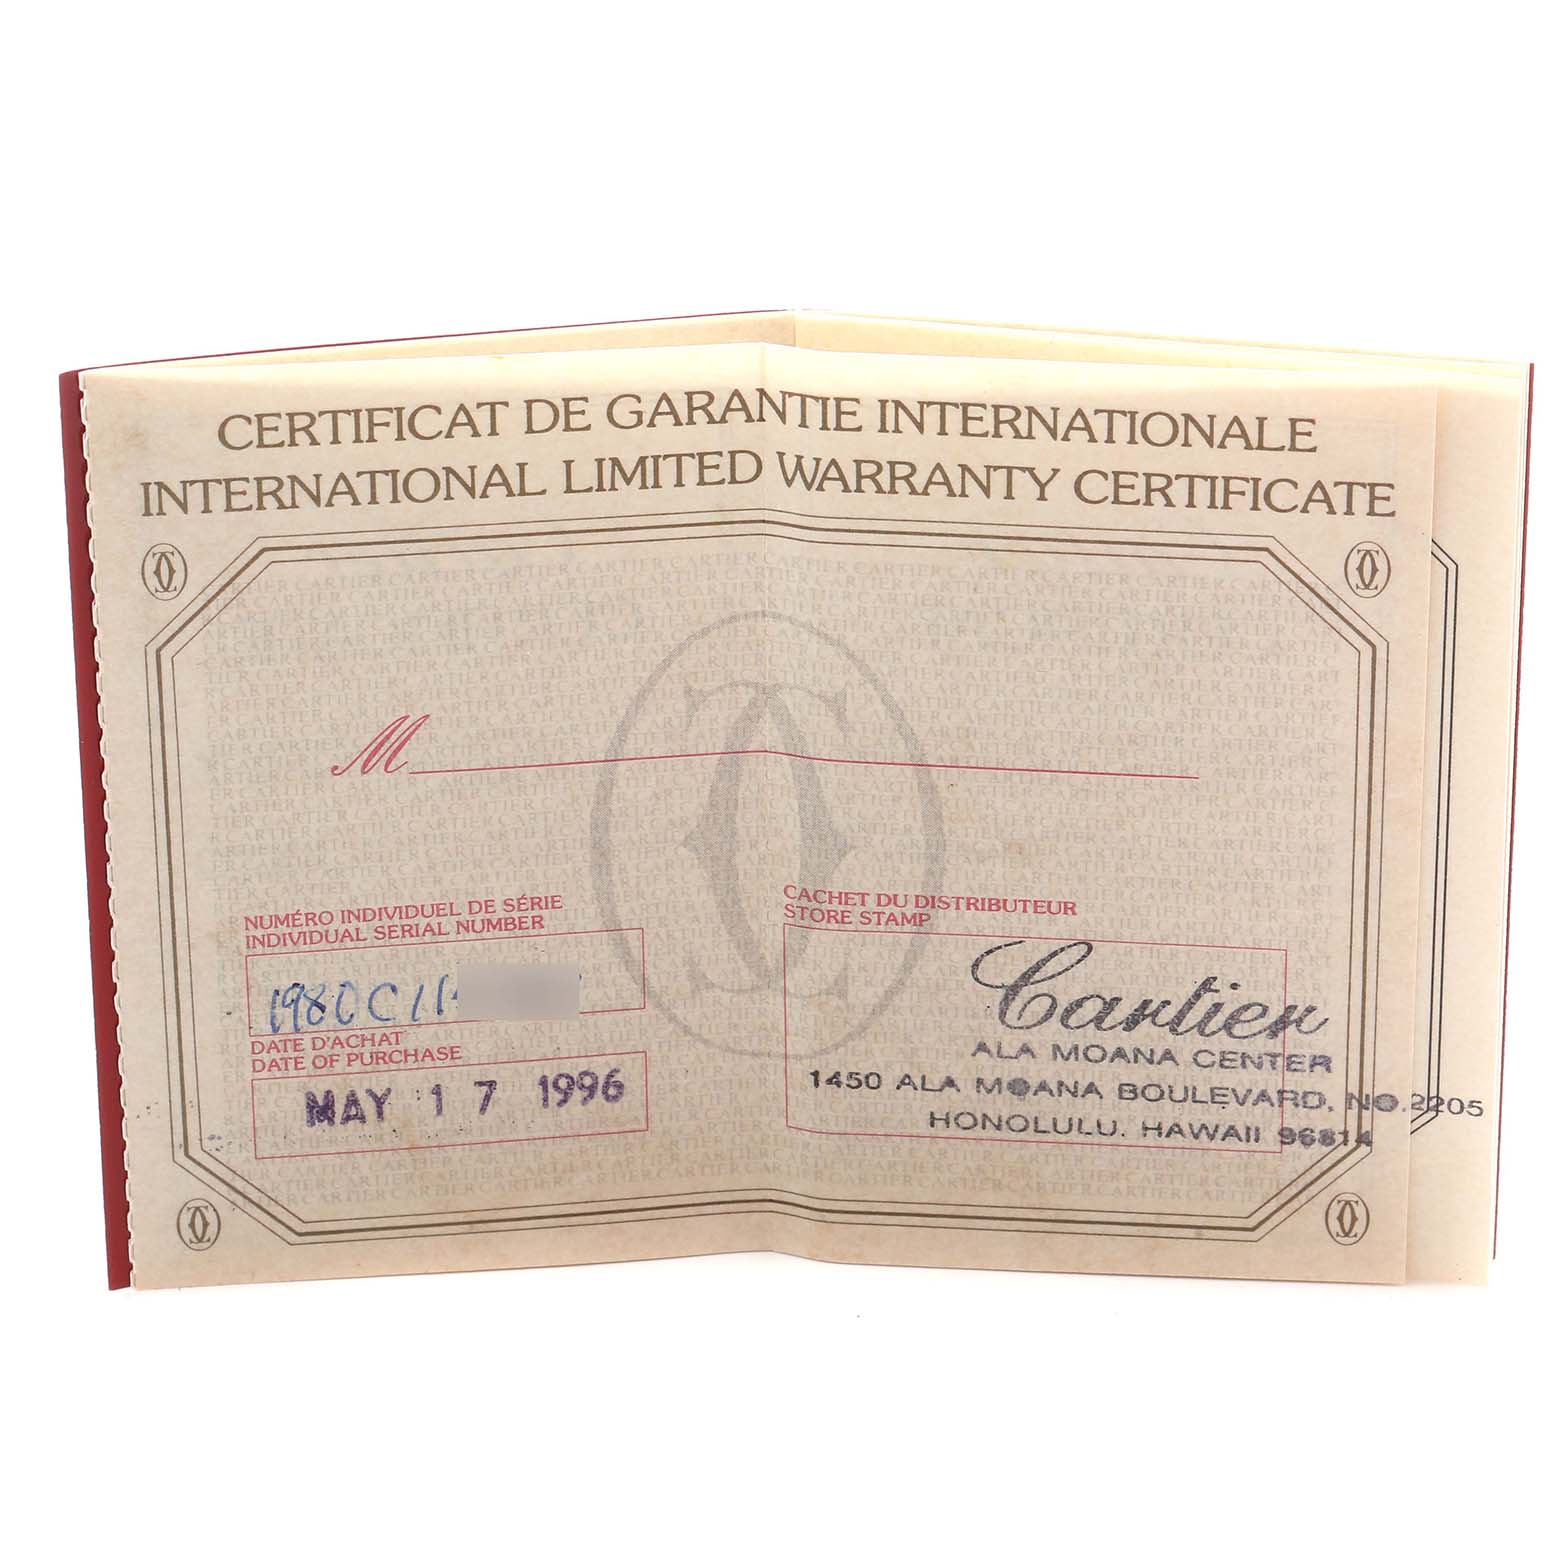 CERTIFICAT DE GARANTIE INTERNATIONALE
INTERNATIONAL LIMITED WARRANTY CERTIFICATE
M
NUMÉRO INDIVIDUEL DE SÉRIE
INDIVIDUAL SERIAL NUMBER
1980C11
DATE D'ACHAT
DATE OF PURCHASE
MAY 17 1996
CACHET DU DISTRIBUTEUR
STORE STAMP
Cartier
ALA MOANA CENTER
1450 ALA MOANA BOULEVARD, NO.2205
HONOLULU, HAWAII 96814